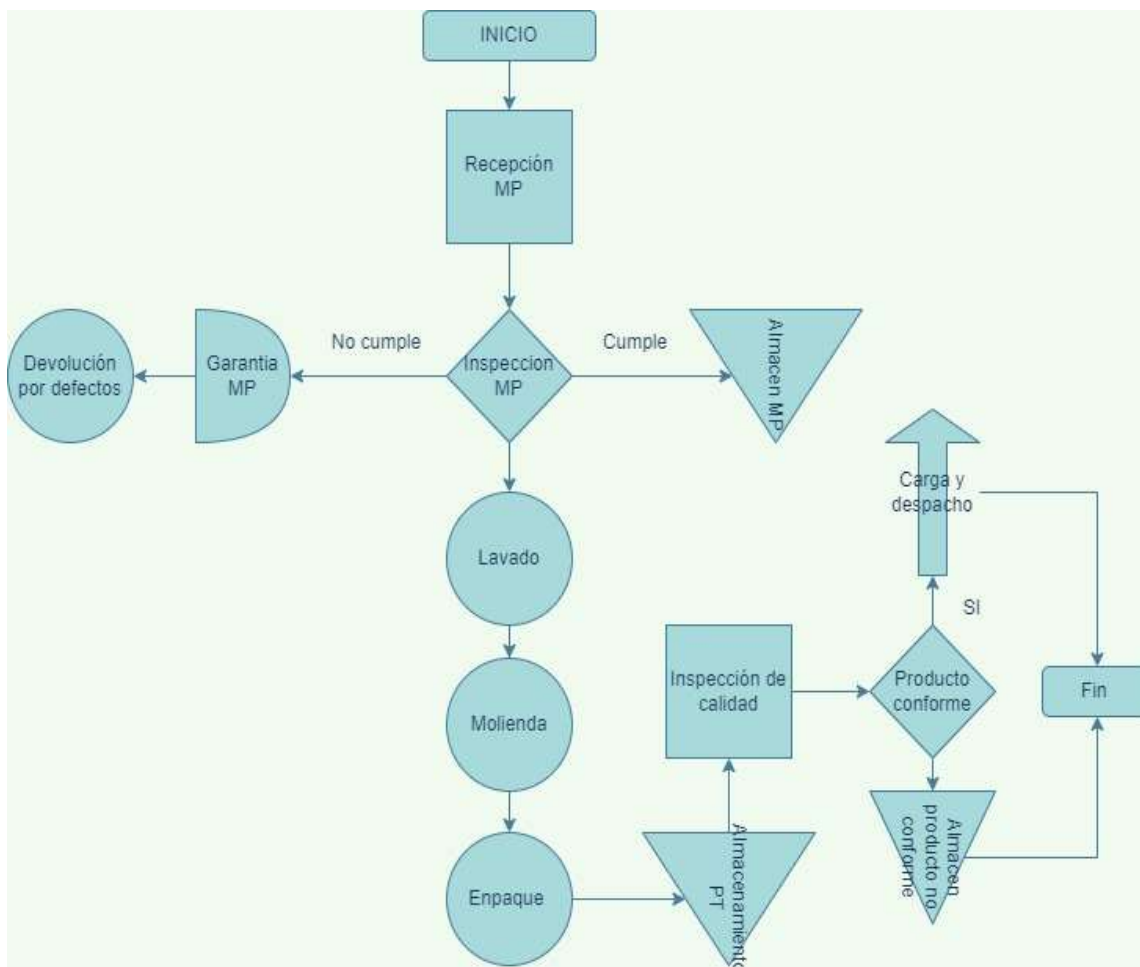 INICIO
Recepción
MP
Devolución
por defectos
Garantia
MP
No cumple
Inspeccion
MP
Cumple
Almacen MP
Carga y
despacho
Lavado
SI
Inspección de
calidad
Producto
conforme
Fin
Molienda
Almacen
producto no
conforme
Enpaque
Almacenamiento
PT